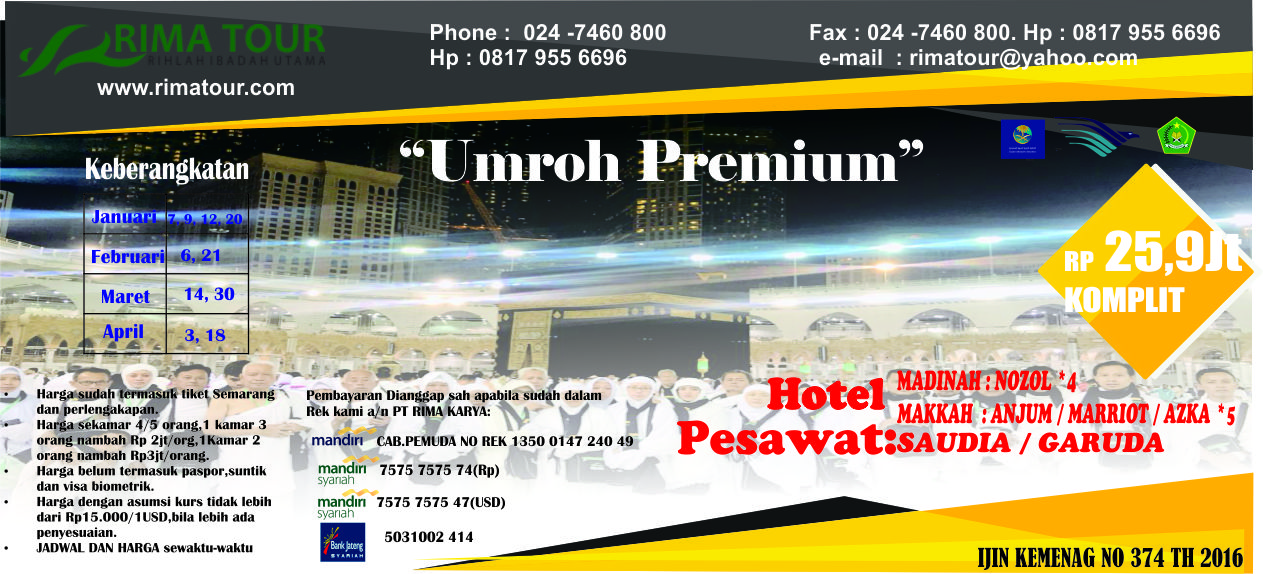 RIMA TOUR
RIHLAH IBADAH UTAMA
www.rimatour.com
Phone :  024 -7460 800
Hp : 0817 955 6696
Fax : 024 -7460 800. Hp : 0817 955 6696
e-mail  : rimatour@yahoo.com
Keberangkatan
Januari 7, 9, 12, 20
Februari 6, 21
Maret 14, 30
April 3, 18
“Umroh Premium”
RP 25,9Jt
KOMPLIT
• Harga sudah termasuk tiket Semarang
dan perlengakapan.
• Harga sekamar 4/5 orang,1 kamar 3
orang nambah Rp 2jt/org,1Kamar 2
orang nambah Rp3jt/orang.
• Harga belum termasuk paspor,suntik
dan visa biometrik.
• Harga dengan asumsi kurs tidak lebih
dari Rp15.000/1USD,bila lebih ada
penyesuaian.
• JADWAL DAN HARGA sewaktu-waktu
Pembayaran Dianggap sah apabila sudah dalam
Rek kami a/n PT RIMA KARYA:
mandiri CAB.PEMUDA NO REK 1350 0147 240 49
mandiri syariah 7575 7575 74(Rp)
mandiri syariah 7575 7575 47(USD)
Bank Jateng SYARIAH 5031002 414
Hotel MADINAH : NOZOL *4
MAKKAH : ANJUM / MARRIOT / AZKA *5
Pesawat: SAUDIA / GARUDA
IJIN KEMENAG NO 374 TH 2016